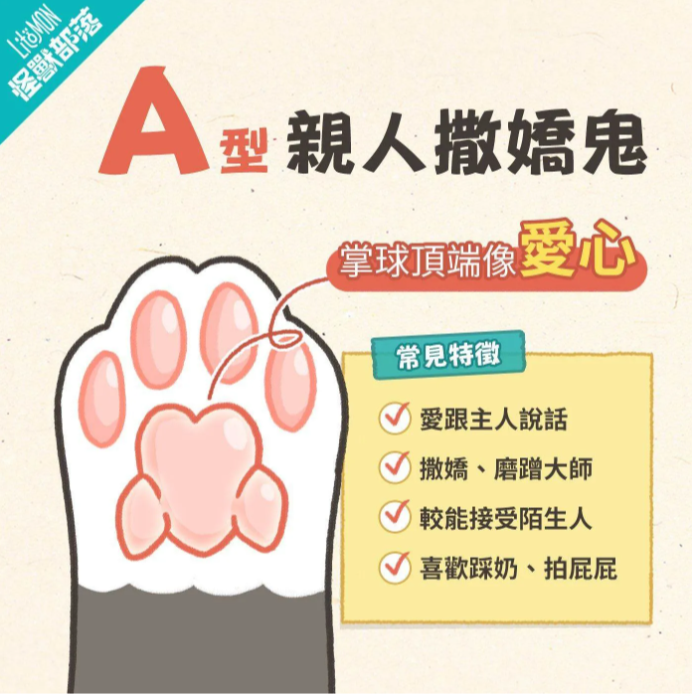 LitoMON
怪獸部落
A型 親人撒嬌鬼
掌球頂端像愛心
常見特徵
愛跟主人說話
撒嬌、磨蹭大師
較能接受陌生人
喜歡踩奶、拍屁屁